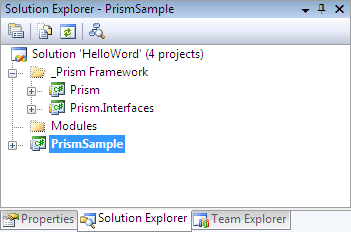 Solution Explorer - PrismSample
Solution 'HelloWord' (4 projects)
_Prism Framework
Prism
Prism.Interfaces
Modules
PrismSample
Properties Solution Explorer Team Explorer